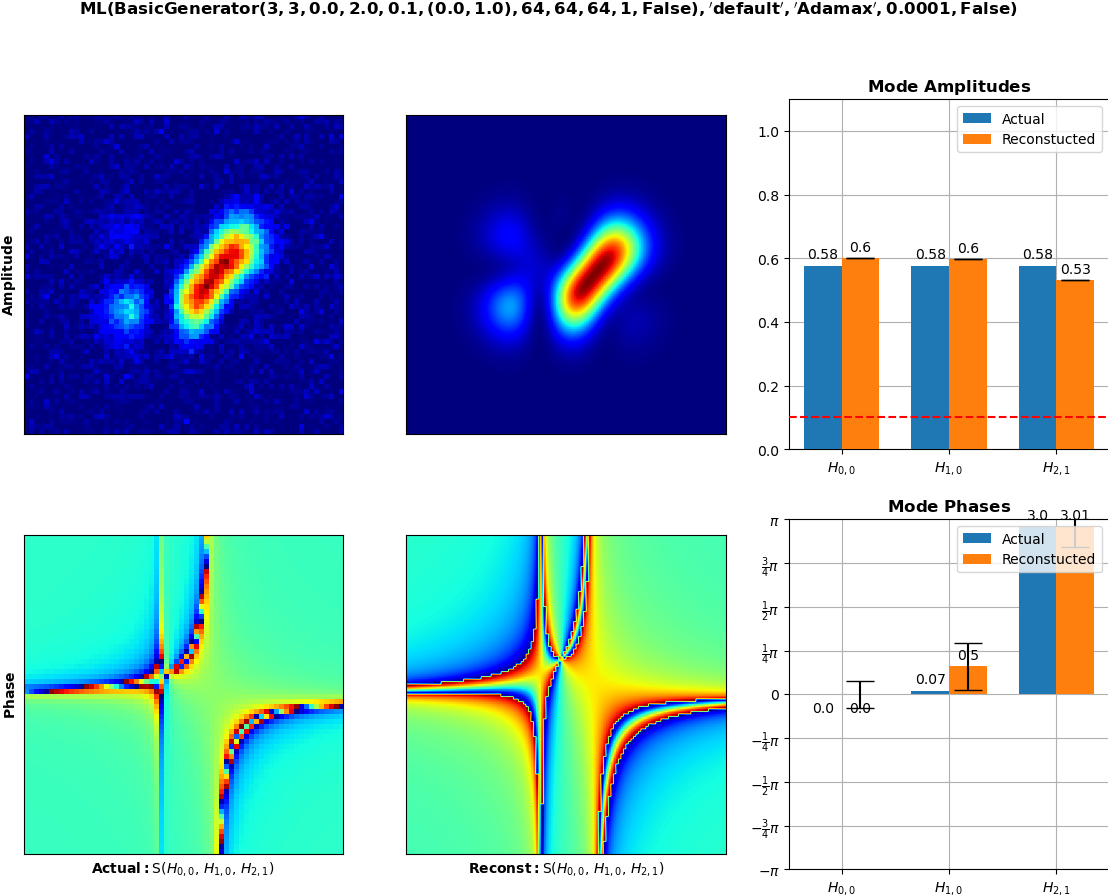 ML(BasicGenerator(3, 3, 0.0, 2.0, 0.1, (0.0, 1.0), 64, 64, 64, 1, False), ′default′, ′Adamax′, 0.0001, False)
Amplitude
Mode Amplitudes
Actual
Reconstucted
1.0
0.8
0.6
0.4
0.2
0.0
0.58
0.6
0.58
0.6
0.58
0.53
H0,0
H1,0
H2,1
Phase
Actual: S(H0,0, H1,0, H2,1)
Reconst: S(H0,0, H1,0, H2,1)
Mode Phases
Actual
Reconstucted
π
3/4π
1/2π
1/4π
0
−1/4π
−1/2π
−3/4π
−π
0.0
0.0
0.07
0.5
3.0
3.01
H0,0
H1,0
H2,1